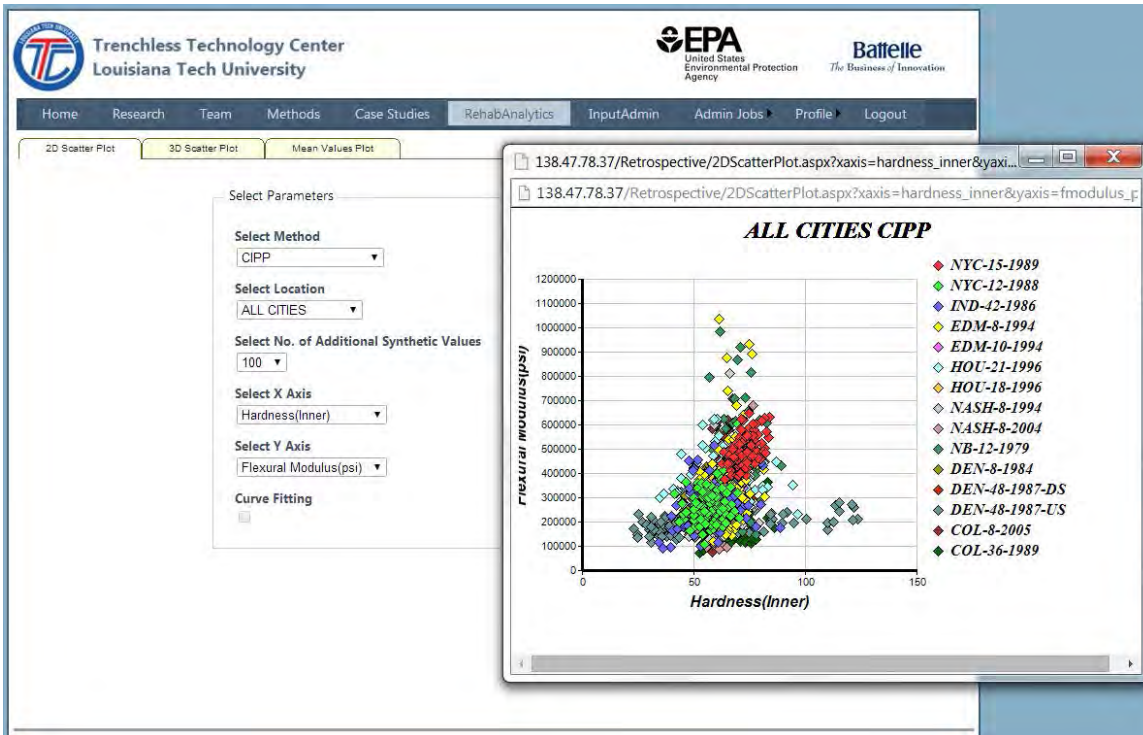 Trenchless Technology Center
Louisiana Tech University
EPA
United States
Environmental Protection
Agency
Battelle
The Business of Innovation
Home Research Team Methods Case Studies RehabAnalytics InputAdmin Admin Jobs Profile Logout
2D Scatter Plot 3D Scatter Plot Mean Values Plot
Select Parameters
Select Method
CIPP
Select Location
ALL CITIES
Select No. of Additional Synthetic Values
100
Select X Axis
Hardness(Inner)
Select Y Axis
Flexural Modulus(psi)
Curve Fitting
138.47.78.37/Retrospective/2DScatterPlot.aspx?xaxis=hardness_inner&yaxi...
138.47.78.37/Retrospective/2DScatterPlot.aspx?xaxis=hardness_inner&yaxis=fmodulus_p
ALL CITIES CIPP
1200000
1100000
1000000
900000
800000
700000
600000
500000
400000
300000
200000
100000
0
Flexural Modulus(psi)
0 50 100 150
Hardness(Inner)
NYC-15-1989
NYC-12-1988
IND-42-1986
EDM-8-1994
EDM-10-1994
HOU-21-1996
HOU-18-1996
NASH-8-1994
NASH-8-2004
NB-12-1979
DEN-8-1984
DEN-48-1987-DS
DEN-48-1987-US
COL-8-2005
COL-36-1989